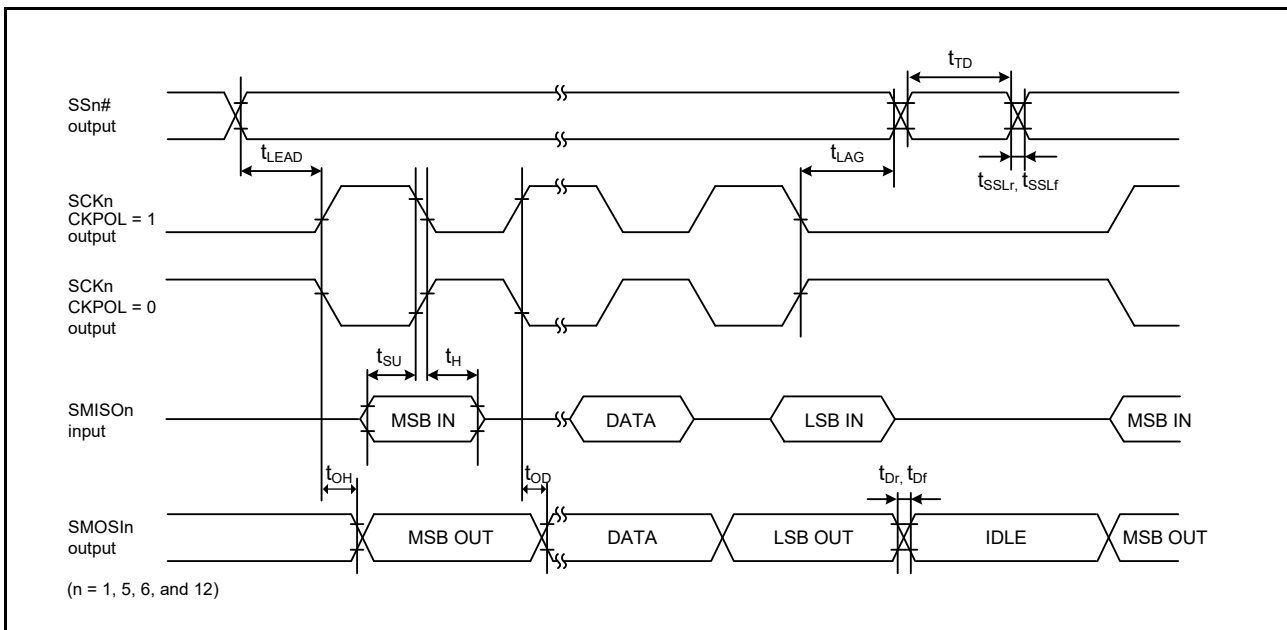 tTD
SSn#
output
tLEAD
tLAG
tSSLr, tSSLf
SCKn
CKPOL = 1
output
SCKn
CKPOL = 0
output
tSU
tH
SMISOn
input
MSB IN
DATA
LSB IN
MSB IN
tOH
tOD
tDr, tDf
SMOSIn
output
MSB OUT
DATA
LSB OUT
IDLE
MSB OUT
(n = 1, 5, 6, and 12)